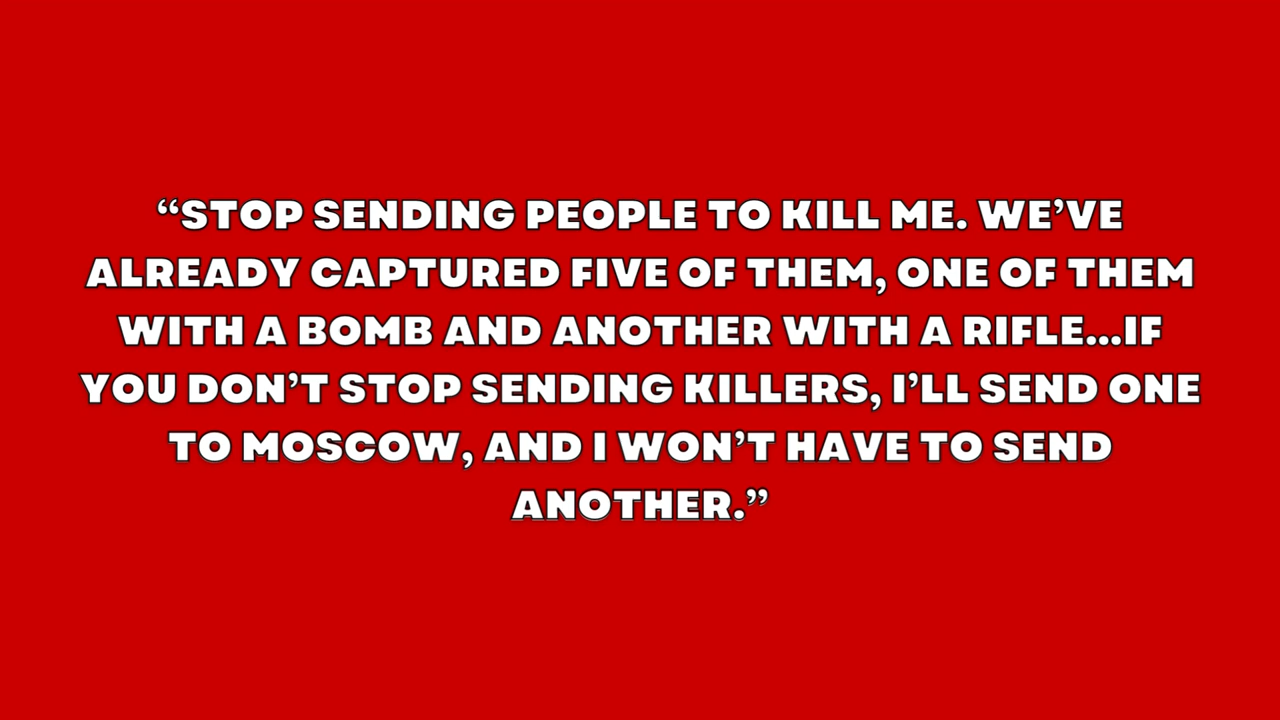 “STOP SENDING PEOPLE TO KILL ME. WE’VE
ALREADY CAPTURED FIVE OF THEM, ONE OF THEM
WITH A BOMB AND ANOTHER WITH A RIFLE...IF
YOU DON’T STOP SENDING KILLERS, I’LL SEND ONE
TO MOSCOW, AND I WON’T HAVE TO SEND
ANOTHER.”